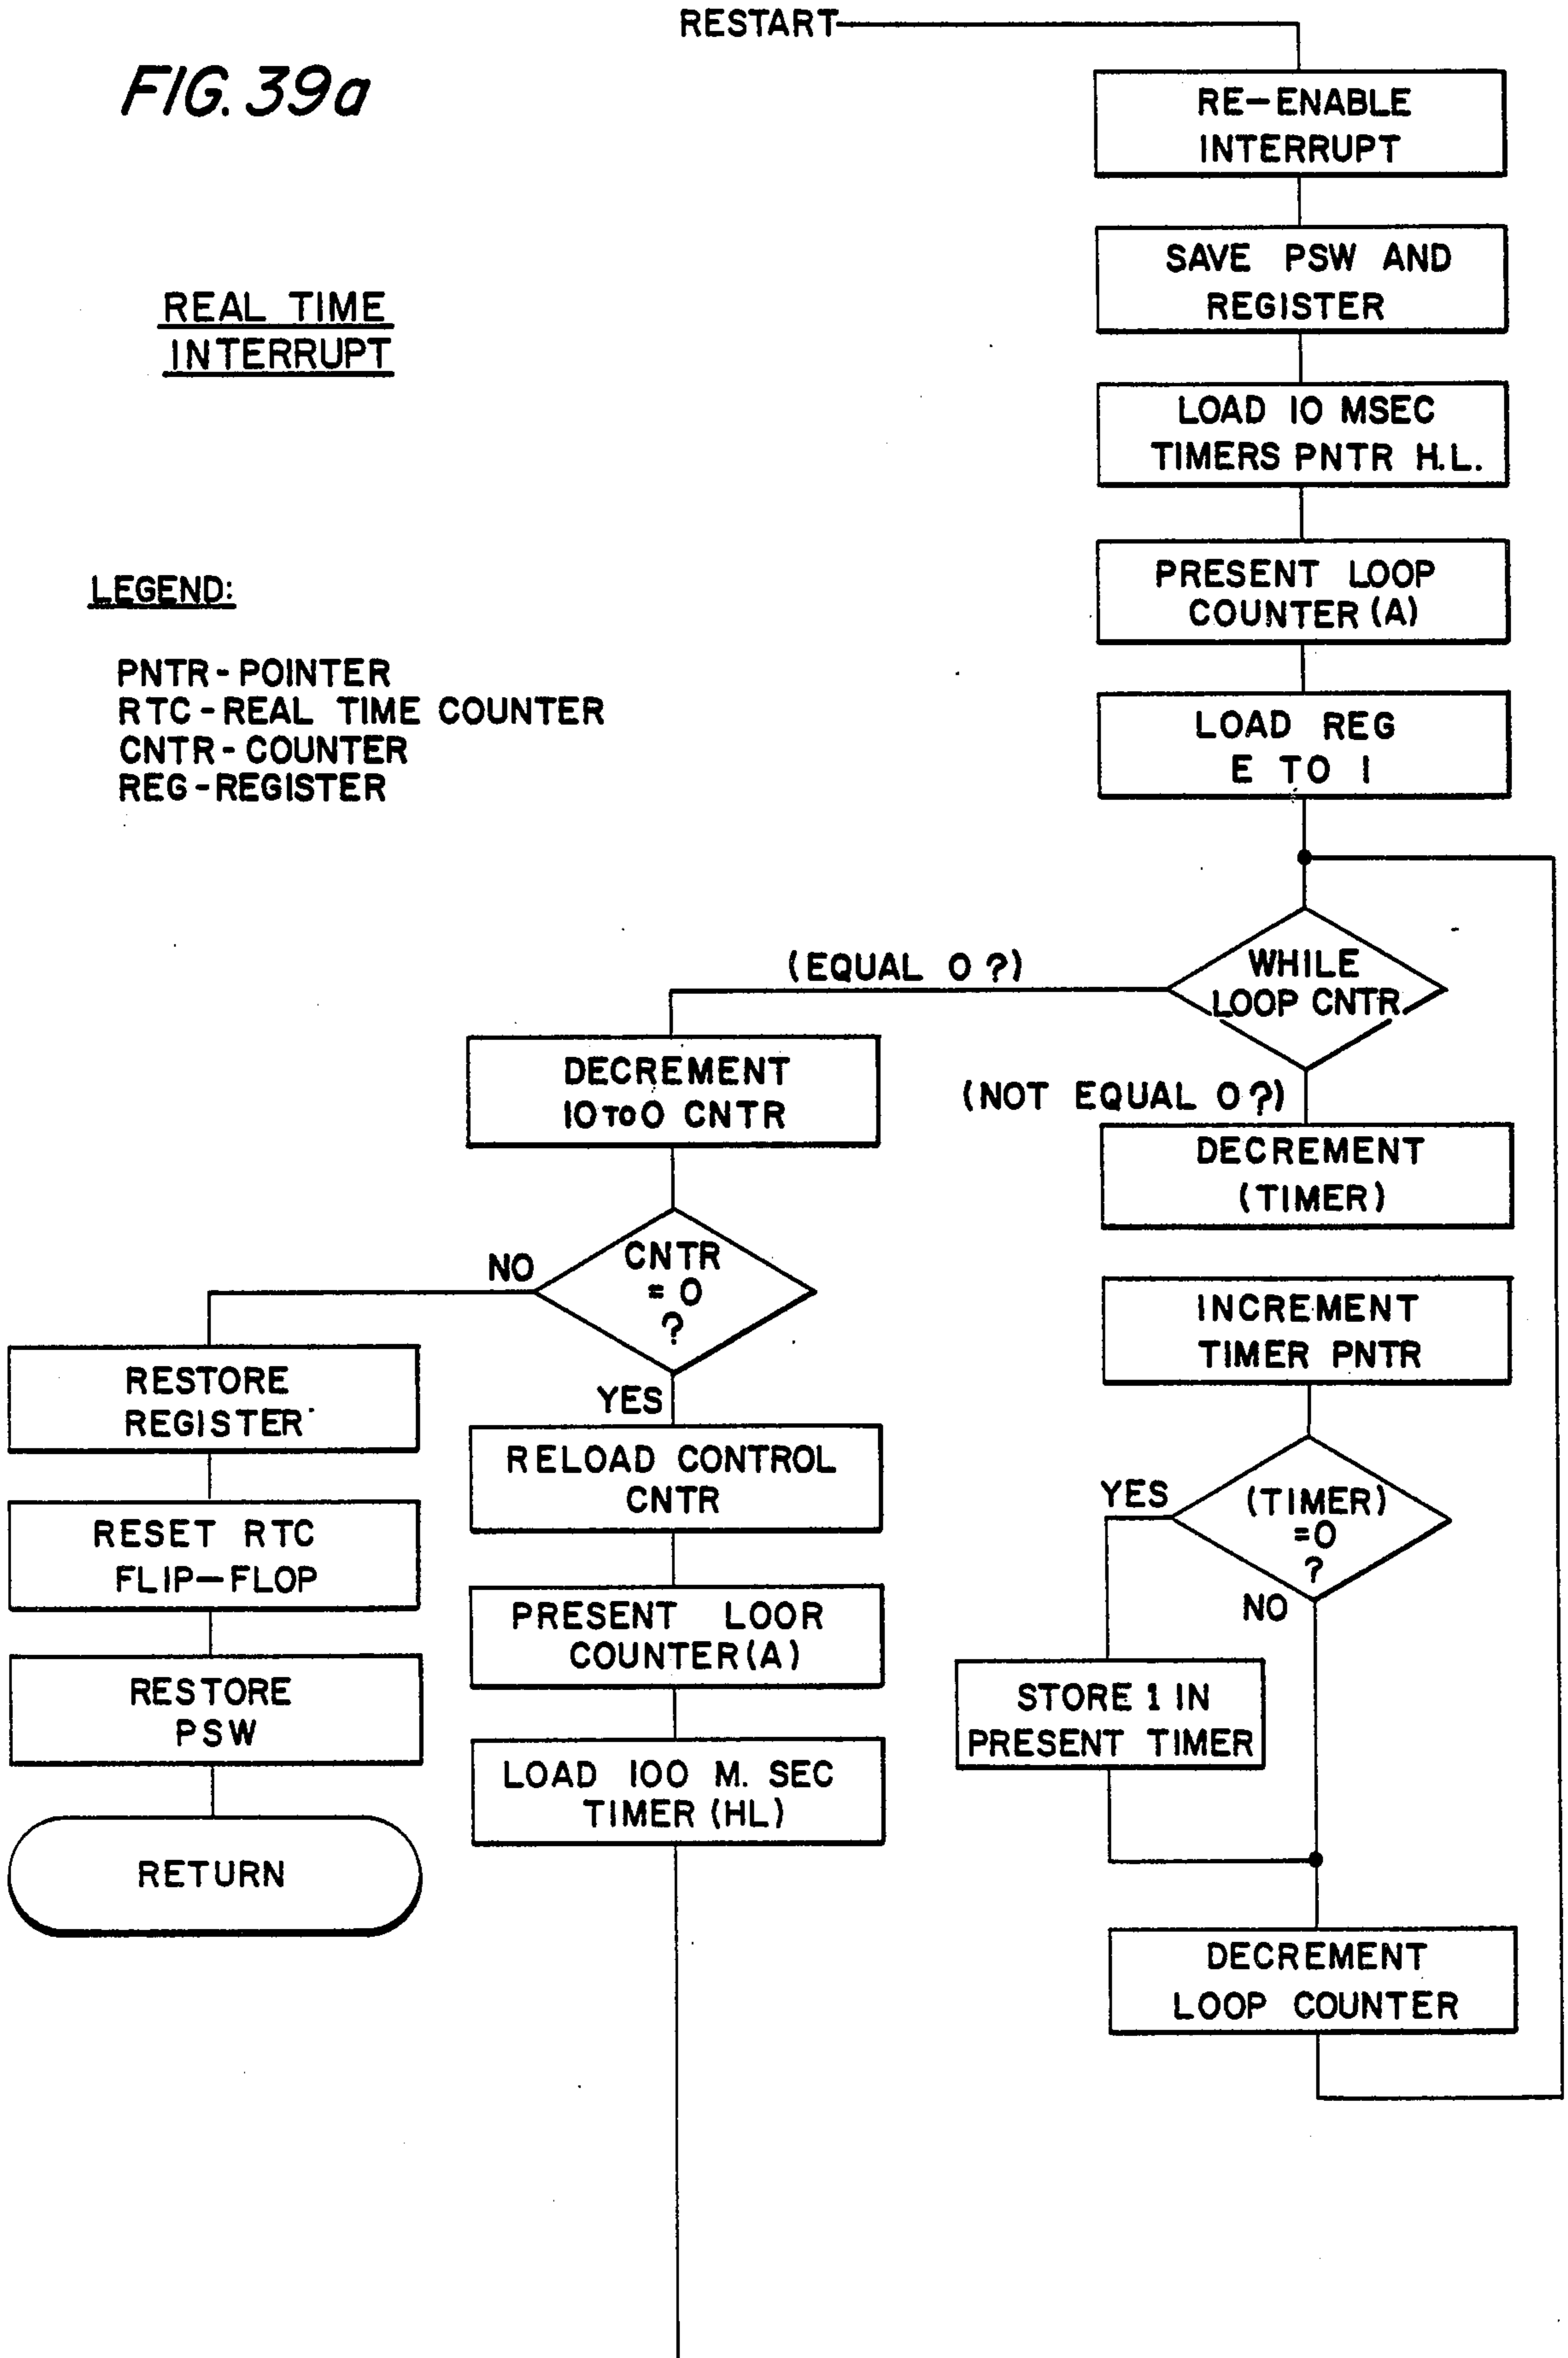 FIG. 39a
REAL TIME
INTERRUPT
LEGEND:
PNTR - POINTER
RTC - REAL TIME COUNTER
CNTR - COUNTER
REG - REGISTER
RESTART
RE-ENABLE
INTERRUPT
SAVE PSW AND
REGISTER
LOAD 10 MSEC
TIMERS PNTR H.L.
PRESENT LOOP
COUNTER (A)
LOAD REG
E TO 1
WHILE
LOOP CNTR
(EQUAL 0?)
(NOT EQUAL 0?)
DECREMENT
10 TO 0 CNTR
CNTR
= 0
?
NO
YES
RESTORE
REGISTER
RESET RTC
FLIP-FLOP
RESTORE
PSW
RETURN
RELOAD CONTROL
CNTR
PRESENT LOOR
COUNTER (A)
LOAD 100 M. SEC
TIMER (HL)
DECREMENT
(TIMER)
INCREMENT
TIMER PNTR
(TIMER)
=0
?
YES
NO
STORE 1 IN
PRESENT TIMER
DECREMENT
LOOP COUNTER